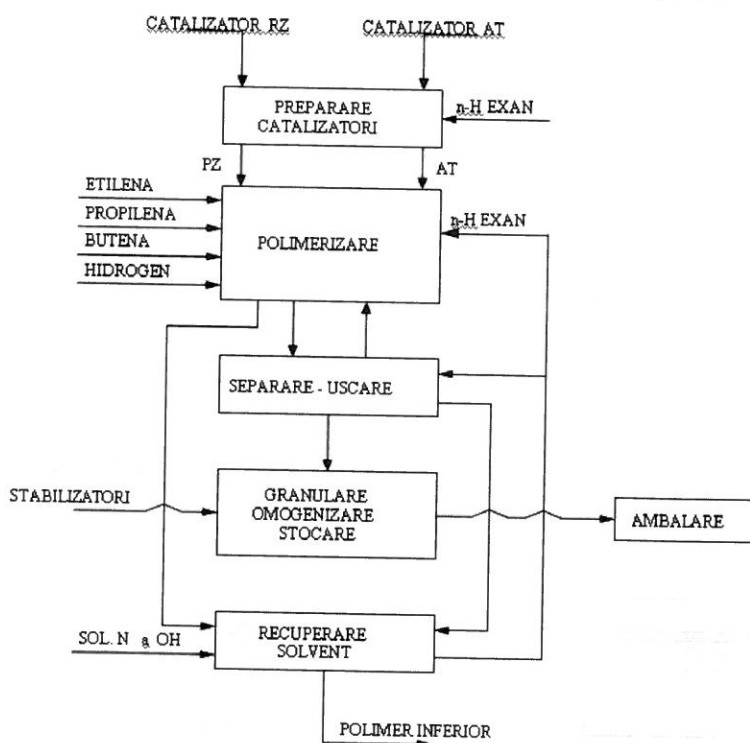 CATALIZATOR RZ
CATALIZATOR AT
PREPARARE
CATALIZATORI
n-H EXAN
PZ
AT
ETILENA
PROPILENA
BUTENA
HIDROGEN
POLIMERIZARE
n-H EXAN
SEPARARE - USCARE
STABILIZATORI
GRANULARE
OMOGENIZARE
STOCARE
AMBALARE
SOL. N a OH
RECUPERARE
SOLVENT
POLIMER INFERIOR